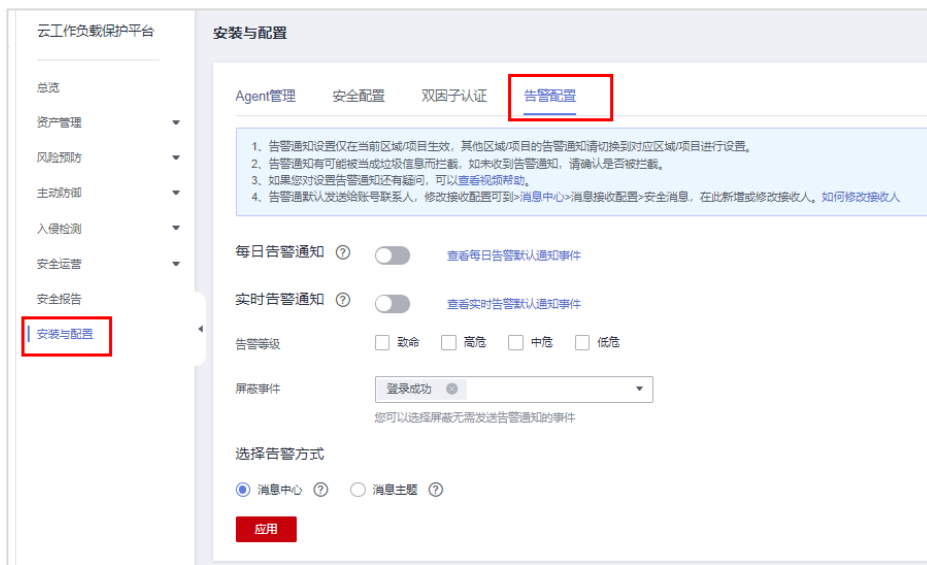 云工作负载保护平台
总览
资产管理
风险预防
主动防御
入侵检测
安全运营
安全报告
安装与配置
安装与配置
Agent管理 安全配置 双因子认证 告警配置
1、告警通知设置仅在当前区域/项目生效，其他区域/项目的告警通知请切换到对应区域/项目进行设置。
2、告警通知有可能被当成垃圾信息而拦截，如未收到告警通知，请确认是否被拦截。
3、如果您对设置告警通知还有疑问，可以查看视频帮助。
4、告警通默认发送给账号联系人，修改接收配置可到>消息中心>消息接收配置>安全消息，在此新增或修改接收人。如何修改接收人
每日告警通知 ? 查看每日告警默认通知事件
实时告警通知 ? 查看实时告警默认通知事件
告警等级 致命 高危 中危 低危
屏蔽事件 登录成功
您可以选择屏蔽无需发送告警通知的事件
选择告警方式
消息中心 ? 消息主题 ?
应用